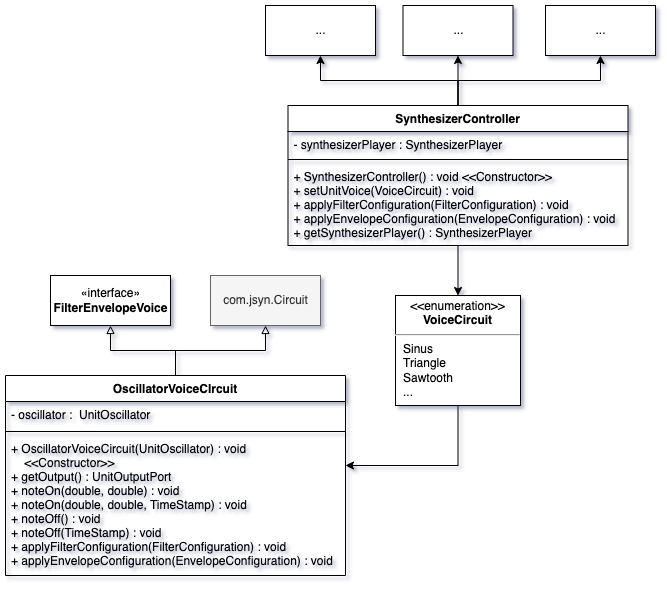 ...
...
...
SynthesizerController
- synthesizerPlayer : SynthesizerPlayer
+ SynthesizerController() : void <<Constructor>>
+ setUnitVoice(VoiceCircuit) : void
+ applyFilterConfiguration(FilterConfiguration) : void
+ applyEnvelopeConfiguration(EnvelopeConfiguration) : void
+ getSynthesizerPlayer() : SynthesizerPlayer
«interface»
FilterEnvelopeVoice
com.jsyn.Circuit
<<enumeration>>
VoiceCircuit
Sinus
Triangle
Sawtooth
...
OscillatorVoiceCIrcuit
- oscillator :  UnitOscillator
+ OscillatorVoiceCircuit(UnitOscillator) : void
<<Constructor>>
+ getOutput() : UnitOutputPort
+ noteOn(double, double) : void
+ noteOn(double, double, TimeStamp) : void
+ noteOff() : void
+ noteOff(TimeStamp) : void
+ applyFilterConfiguration(FilterConfiguration) : void
+ applyEnvelopeConfiguration(EnvelopeConfiguration) : void